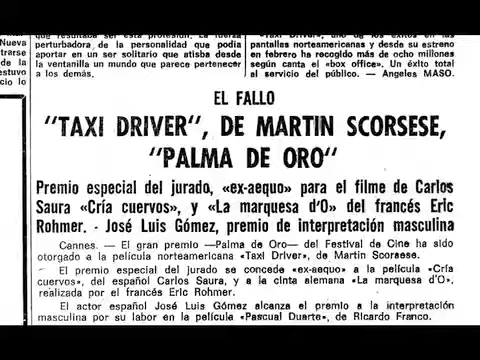 Nueva
trarse
de la
estuvo
cio lo
que resultaba ser esta profesión. La fuerza
perturbadora de la personalidad que podía
aportar en un ser solitario que atisba desde
la ventanilla un mundo que parece pertenecer
a los demás.
«Taxi Driver», uno de los éxitos en las
pantallas norteamericanas y desde su estreno
en febrero ha recogido más de ocho millones
según canta el «box office». Un éxito total
al servicio del público. — Angeles MASO.
EL FALLO
"TAXI DRIVER", DE MARTIN SCORSESE,
"PALMA DE ORO"
Premio especial del jurado, «ex-aequo» para el filme de Carlos
Saura «Cría cuervos», y «La marquesa d'O» del francés Eric
Rohmer. - José Luis Gómez, premio de interpretación masculina
Cannes. — El gran premio —Palma de Oro— del Festival de Cine ha sido
otorgado a la película norteamericana «Taxi Driver», de Martin Scorsese.
El premio especial del jurado se concede «ex-aequo» a la película «Cría
cuervos», del español Carlos Saura, y a la cinta alemana «La marquesa d'O»,
realizada por el francés Eric Rohmer.
El actor español José Luis Gómez alcanza el premio a la interpretación
masculina por su labor en la película «Pascual Duarte», de Ricardo Franco.